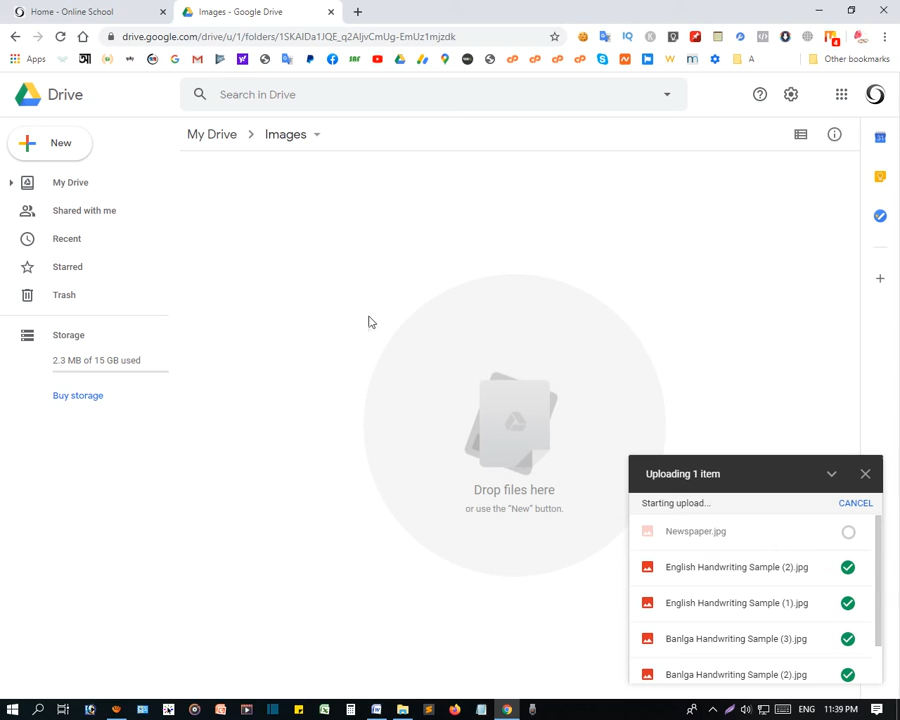 Home - Online School
Images - Google Drive
drive.google.com/drive/u/1/folders/1SKAIDa1JQE_q2AIjvCmUg-EmUz1mjzdk
Apps
A
Other bookmarks
Drive
Search in Drive
New
My Drive
Images
My Drive
Shared with me
Recent
Starred
Trash
Storage
2.3 MB of 15 GB used
Buy storage
Drop files here
or use the “New” button.
Uploading 1 item
Starting upload...
CANCEL
Newspaper.jpg
English Handwriting Sample (2).jpg
English Handwriting Sample (1).jpg
Banlga Handwriting Sample (3).jpg
Banlga Handwriting Sample (2).jpg
ENG
11:39 PM